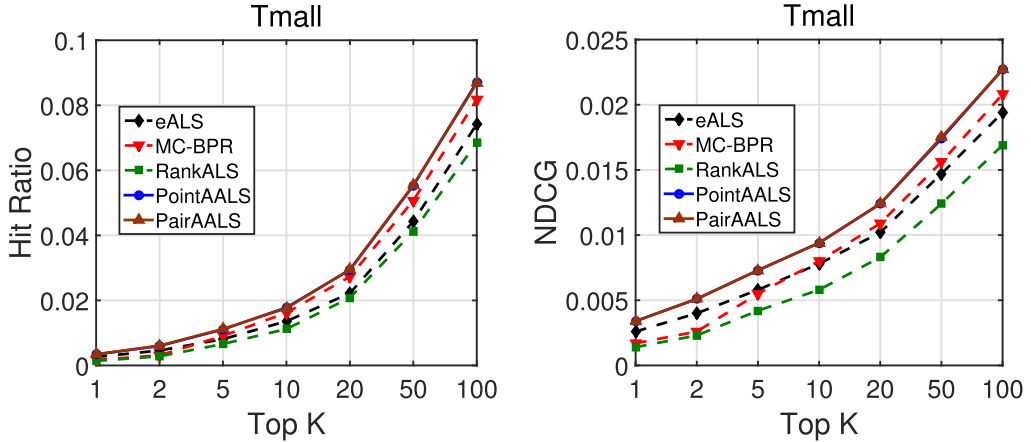 Tmall
Hit Ratio
0.1
0.08
0.06
0.04
0.02
0
eALS
MC-BPR
RankALS
PointAALS
PairAALS
1 2 5 10 20 50 100
Top K
Tmall
NDCG
0.025
0.02
0.015
0.01
0.005
0
eALS
MC-BPR
RankALS
PointAALS
PairAALS
1 2 5 10 20 50 100
Top K